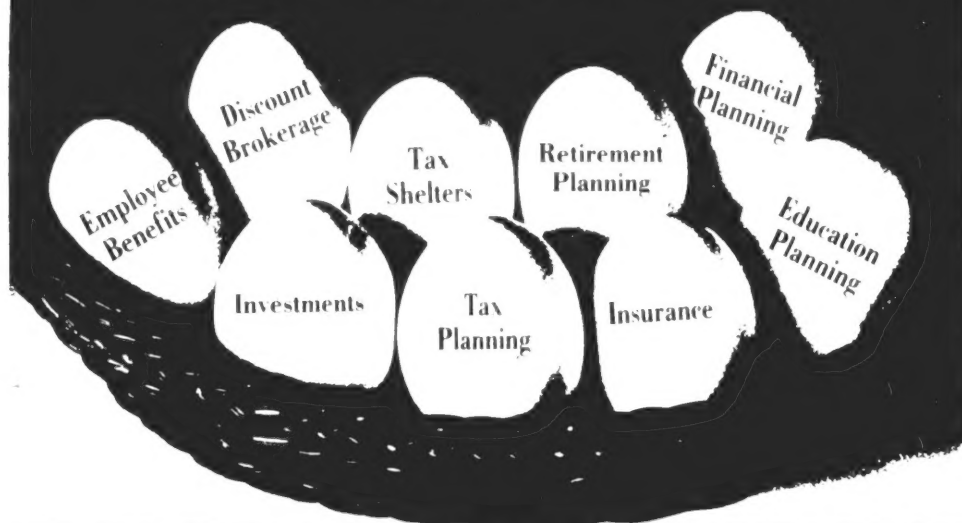 Employee
Benefits
Discount
Brokerage
Tax
Shelters
Retirement
Planning
Financial
Planning
Education
Planning
Investments
Tax
Planning
Insurance